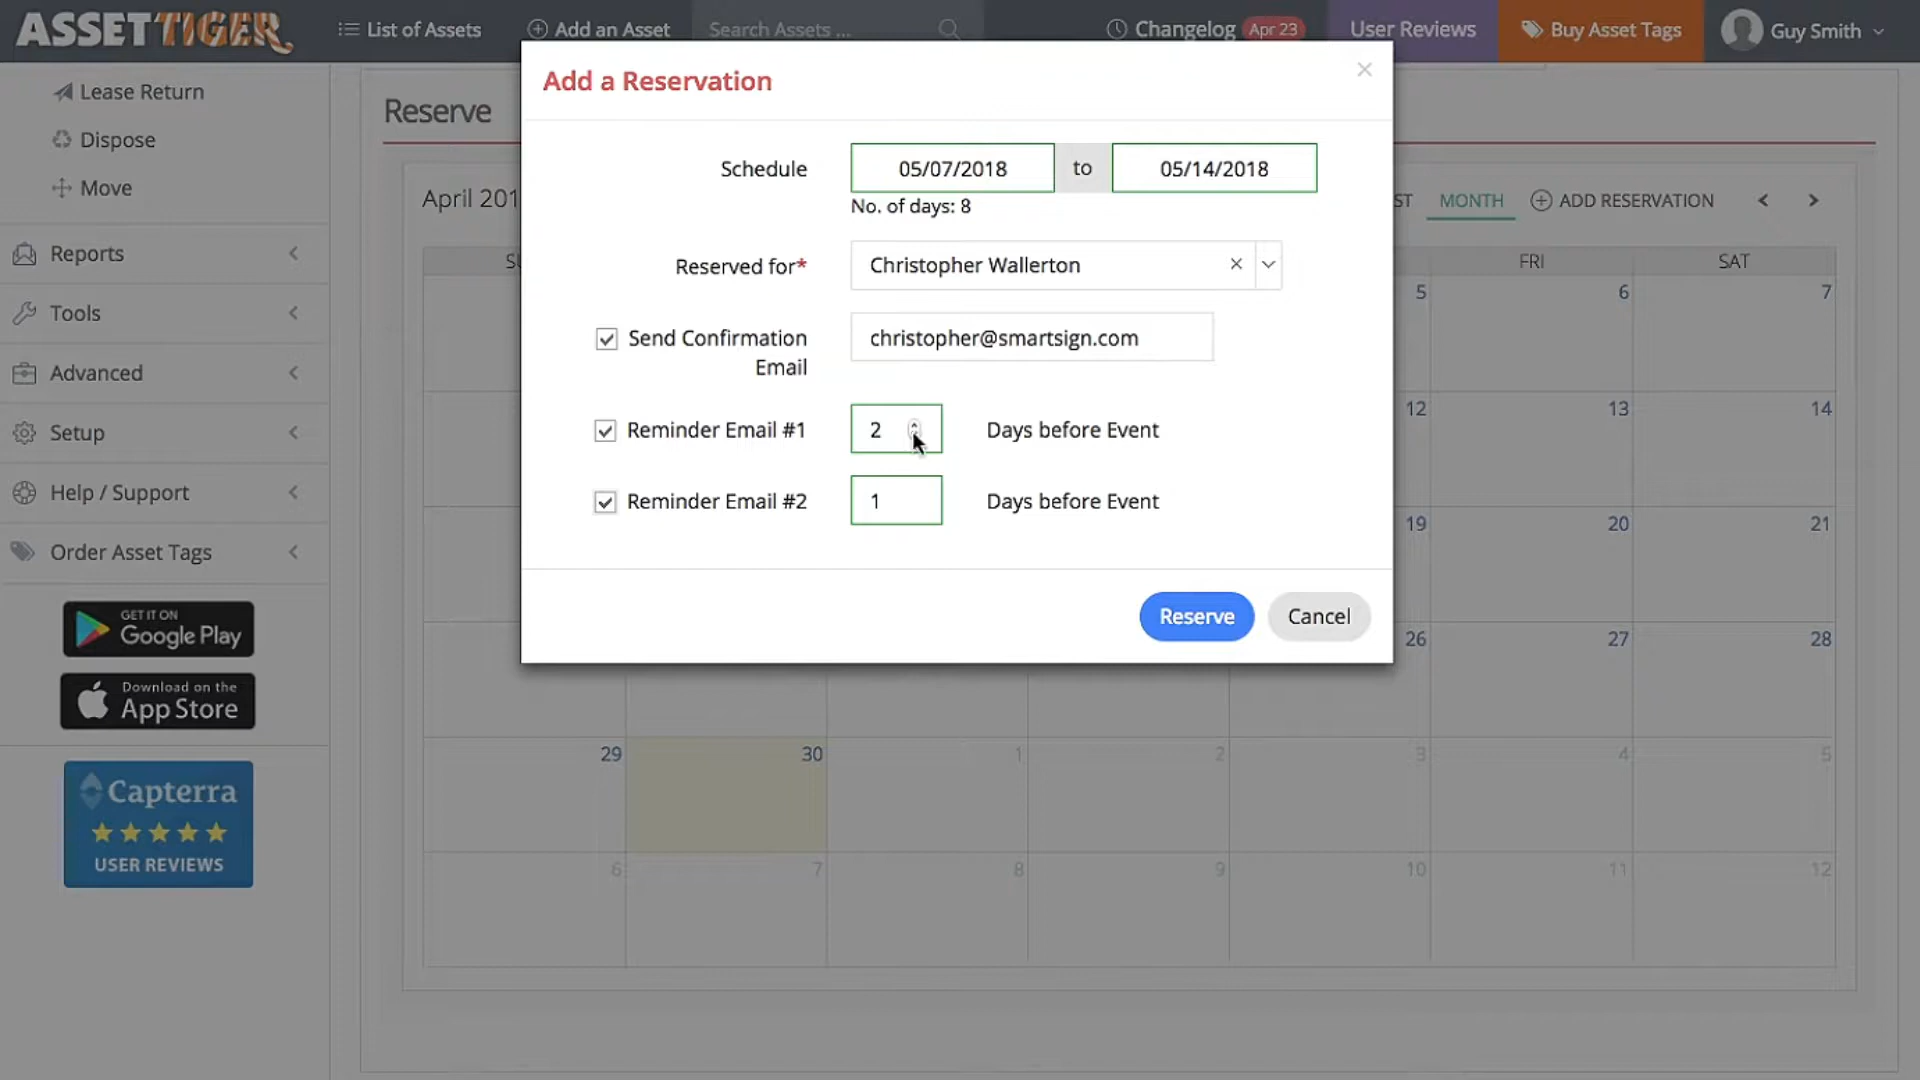 ASSETTIGER
List of Assets
Add an Asset
Search Assets ...
Changelog Apr 23
User Reviews
Buy Asset Tags
Guy Smith
Lease Return
Dispose
Move
Reports
Tools
Advanced
Setup
Help / Support
Order Asset Tags
GET IT ON
Google Play
Download on the
App Store
Capterra
USER REVIEWS
Reserve
April 201
ST MONTH ADD RESERVATION < >
SU FRI SAT
5 6 7
12 13 14
19 20 21
26 27 28
29 30 1 2 3 4 5
6 7 8 9 10 11 12
Add a Reservation
×
Schedule 05/07/2018 to 05/14/2018
No. of days: 8
Reserved for* Christopher Wallerton ×
Send Confirmation christopher@smartsign.com
Email
Reminder Email #1 2 Days before Event
Reminder Email #2 1 Days before Event
Reserve Cancel